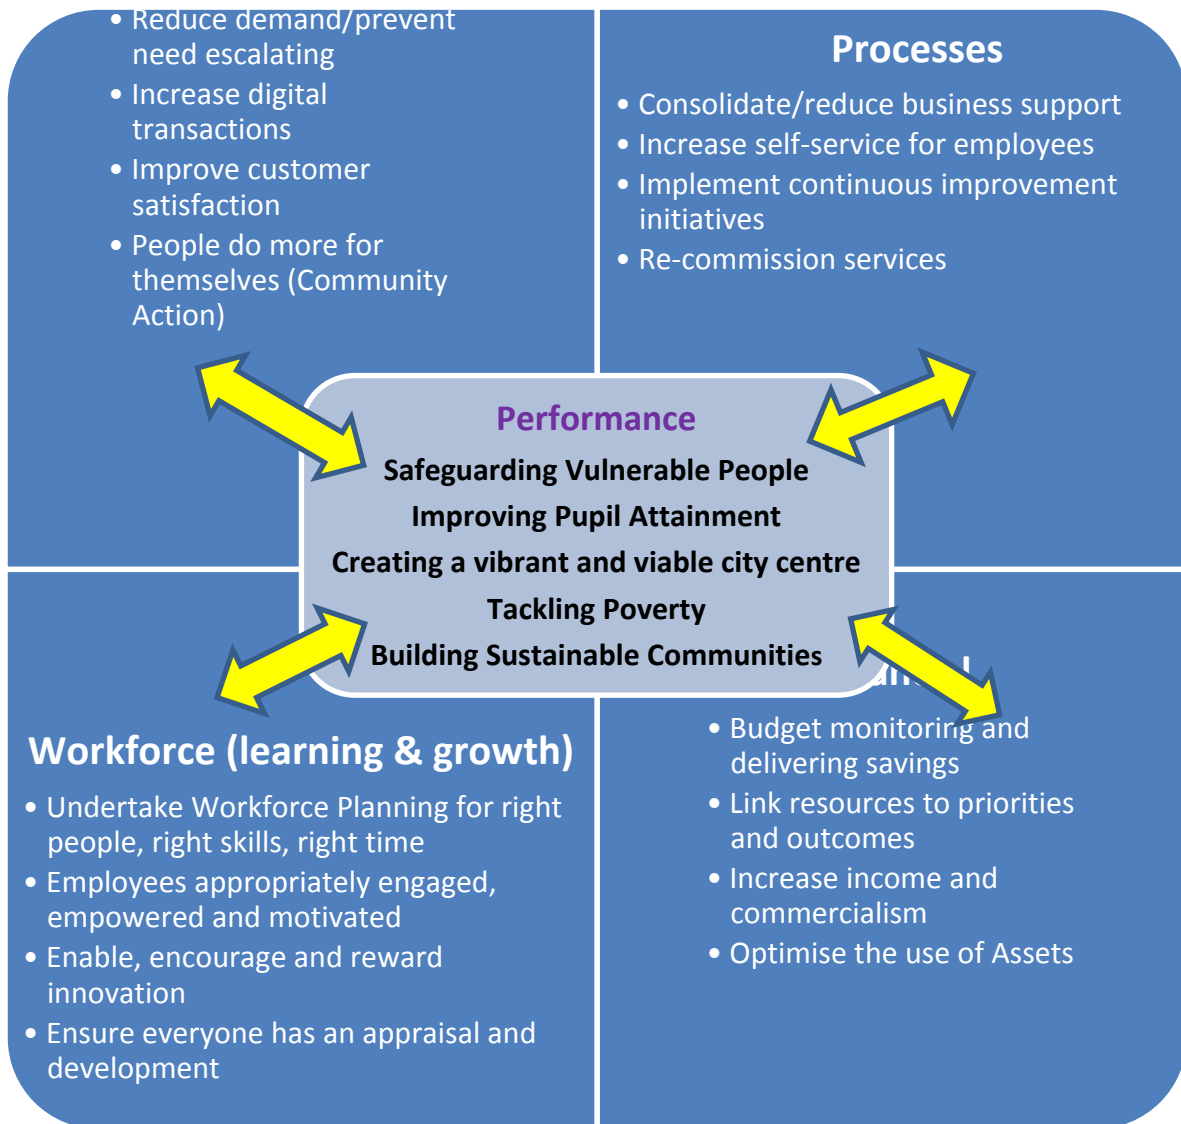 • Reduce demand/prevent
need escalating
• Increase digital
transactions
• Improve customer
satisfaction
• People do more for
themselves (Community
Action)
Processes
• Consolidate/reduce business support
• Increase self-service for employees
• Implement continuous improvement
initiatives
• Re-commission services
Performance
Safeguarding Vulnerable People
Improving Pupil Attainment
Creating a vibrant and viable city centre
Tackling Poverty
Building Sustainable Communities
Workforce (learning & growth)
• Undertake Workforce Planning for right
people, right skills, right time
• Employees appropriately engaged,
empowered and motivated
• Enable, encourage and reward
innovation
• Ensure everyone has an appraisal and
development
• Budget monitoring and
delivering savings
• Link resources to priorities
and outcomes
• Increase income and
commercialism
• Optimise the use of Assets